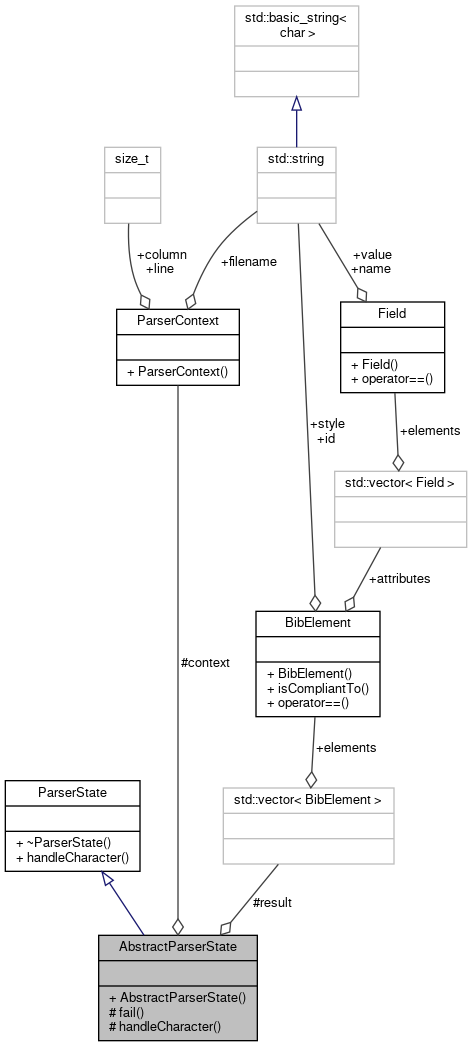 std::basic_string<
char >
size_t
std::string
+column
+line
+filename
+value
+name
ParserContext
+ ParserContext()
Field
+ Field()
+ operator==()
+style
+id
+elements
std::vector< Field >
+attributes
BibElement
+ BibElement()
+ isCompliantTo()
+ operator==()
#context
+elements
ParserState
+ ~ParserState()
+ handleCharacter()
std::vector< BibElement >
#result
AbstractParserState
+ AbstractParserState()
# fail()
# handleCharacter()